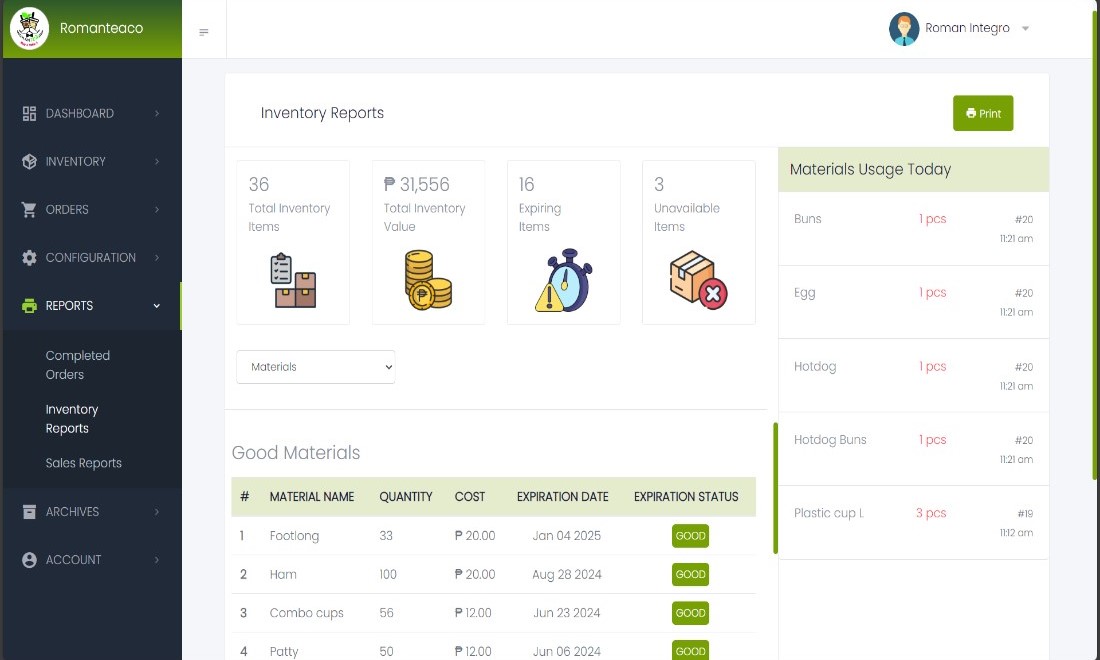 Romanteaco
Roman Integro
DASHBOARD
INVENTORY
ORDERS
CONFIGURATION
REPORTS
Completed
Orders
Inventory
Reports
Sales Reports
ARCHIVES
ACCOUNT
Inventory Reports
Print
36
Total Inventory
Items
₱ 31,556
Total Inventory
Value
16
Expiring
Items
3
Unavailable
Items
Materials
Good Materials
# MATERIAL NAME QUANTITY COST EXPIRATION DATE EXPIRATION STATUS
1 Footlong 33 ₱ 20.00 Jan 04 2025 GOOD
2 Ham 100 ₱ 20.00 Aug 28 2024 GOOD
3 Combo cups 56 ₱ 12.00 Jun 23 2024 GOOD
4 Patty 50 ₱ 12.00 Jun 06 2024 GOOD
Materials Usage Today
Buns 1 pcs #20
11:21 am
Egg 1 pcs #20
11:21 am
Hotdog 1 pcs #20
11:21 am
Hotdog Buns 1 pcs #20
11:21 am
Plastic cup L 3 pcs #19
11:12 am